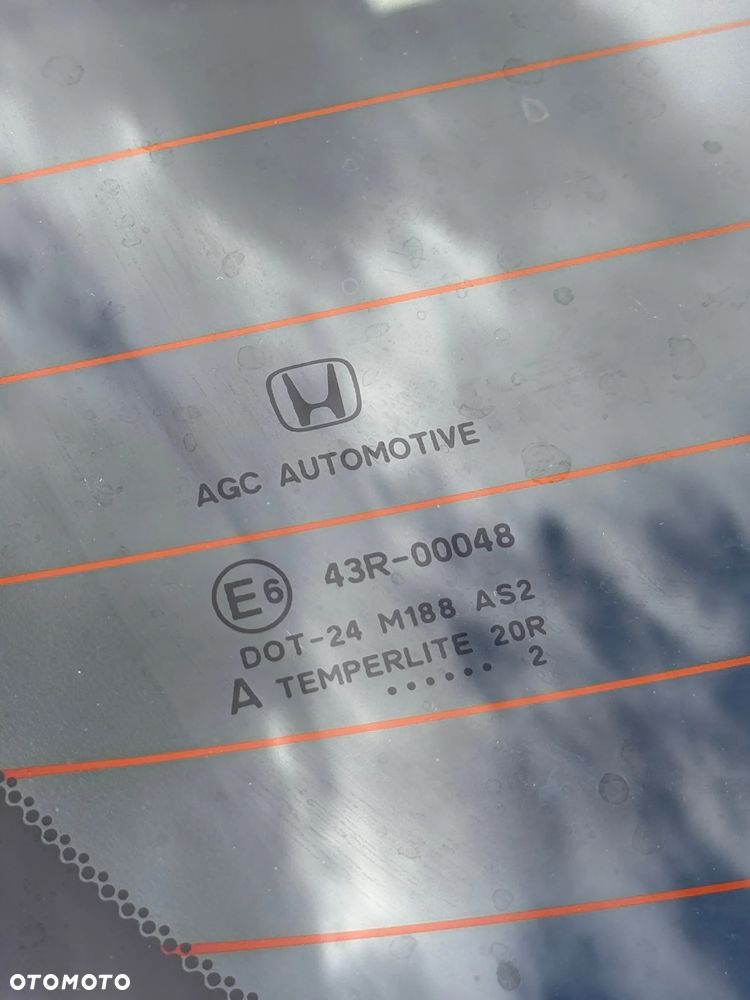 AGC AUTOMOTIVE
E6 43R-00048
DOT-24 M188 AS2
A TEMPERLITE 20R
...... 2
OTOMOTO